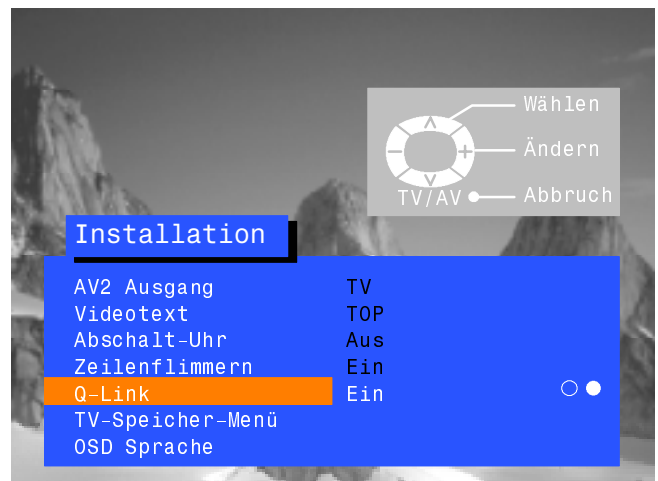 Wählen
Ändern
TV/AV Abbruch
Installation
AV2 Ausgang TV
Videotext TOP
Abschalt-Uhr Aus
Zeilenflimmern Ein
Q-Link Ein
TV-Speicher-Menü
OSD Sprache